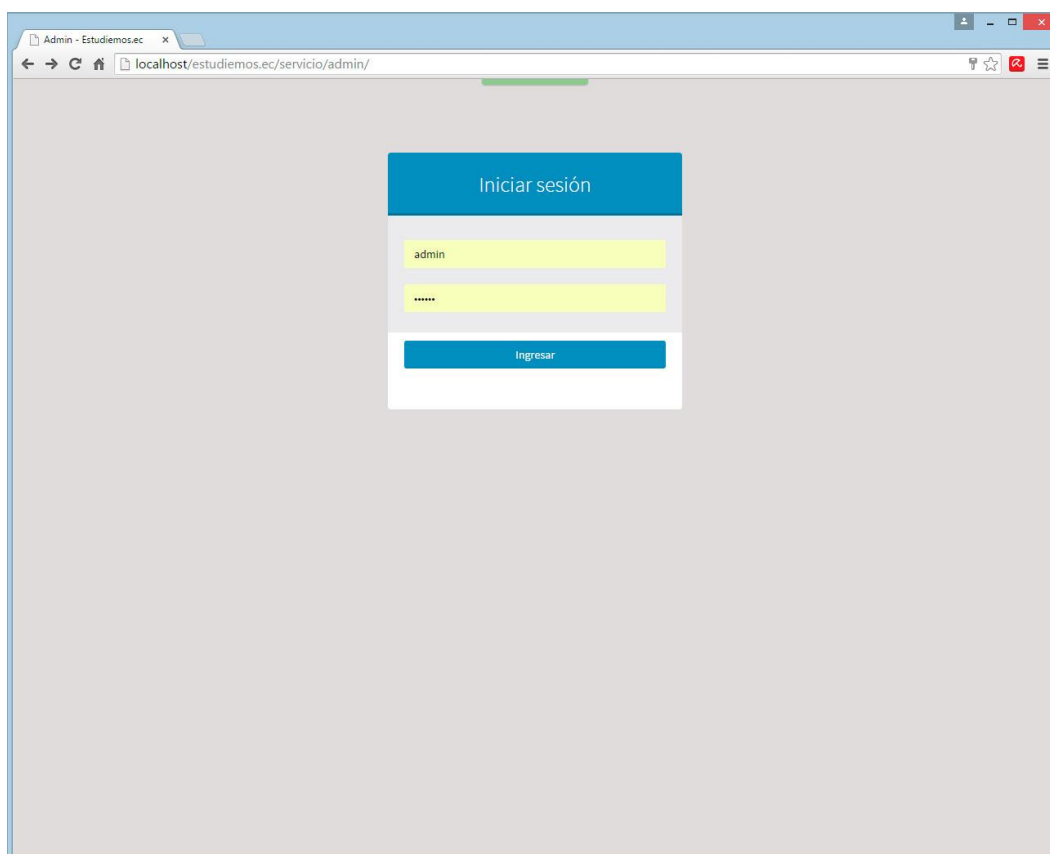 Admin - Estudiemos.ec
localhost/estudiemos.ec/servicio/admin/
Iniciar sesión
admin
••••••
Ingresar